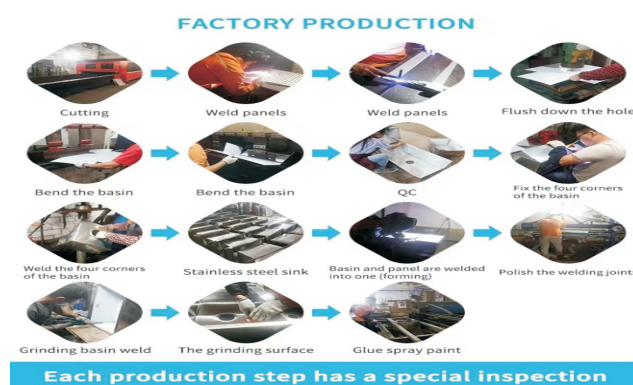 FACTORY PRODUCTION
Cutting
Weld panels
Weld panels
Flush down the hole
Bend the basin
Bend the basin
QC
Fix the four corners
of the basin
Weld the four corners
of the basin
Stainless steel sink
Basin and panel are welded
into one (forming)
Polish the welding joint
Grinding basin weld
The grinding surface
Glue spray paint
Each production step has a special inspection